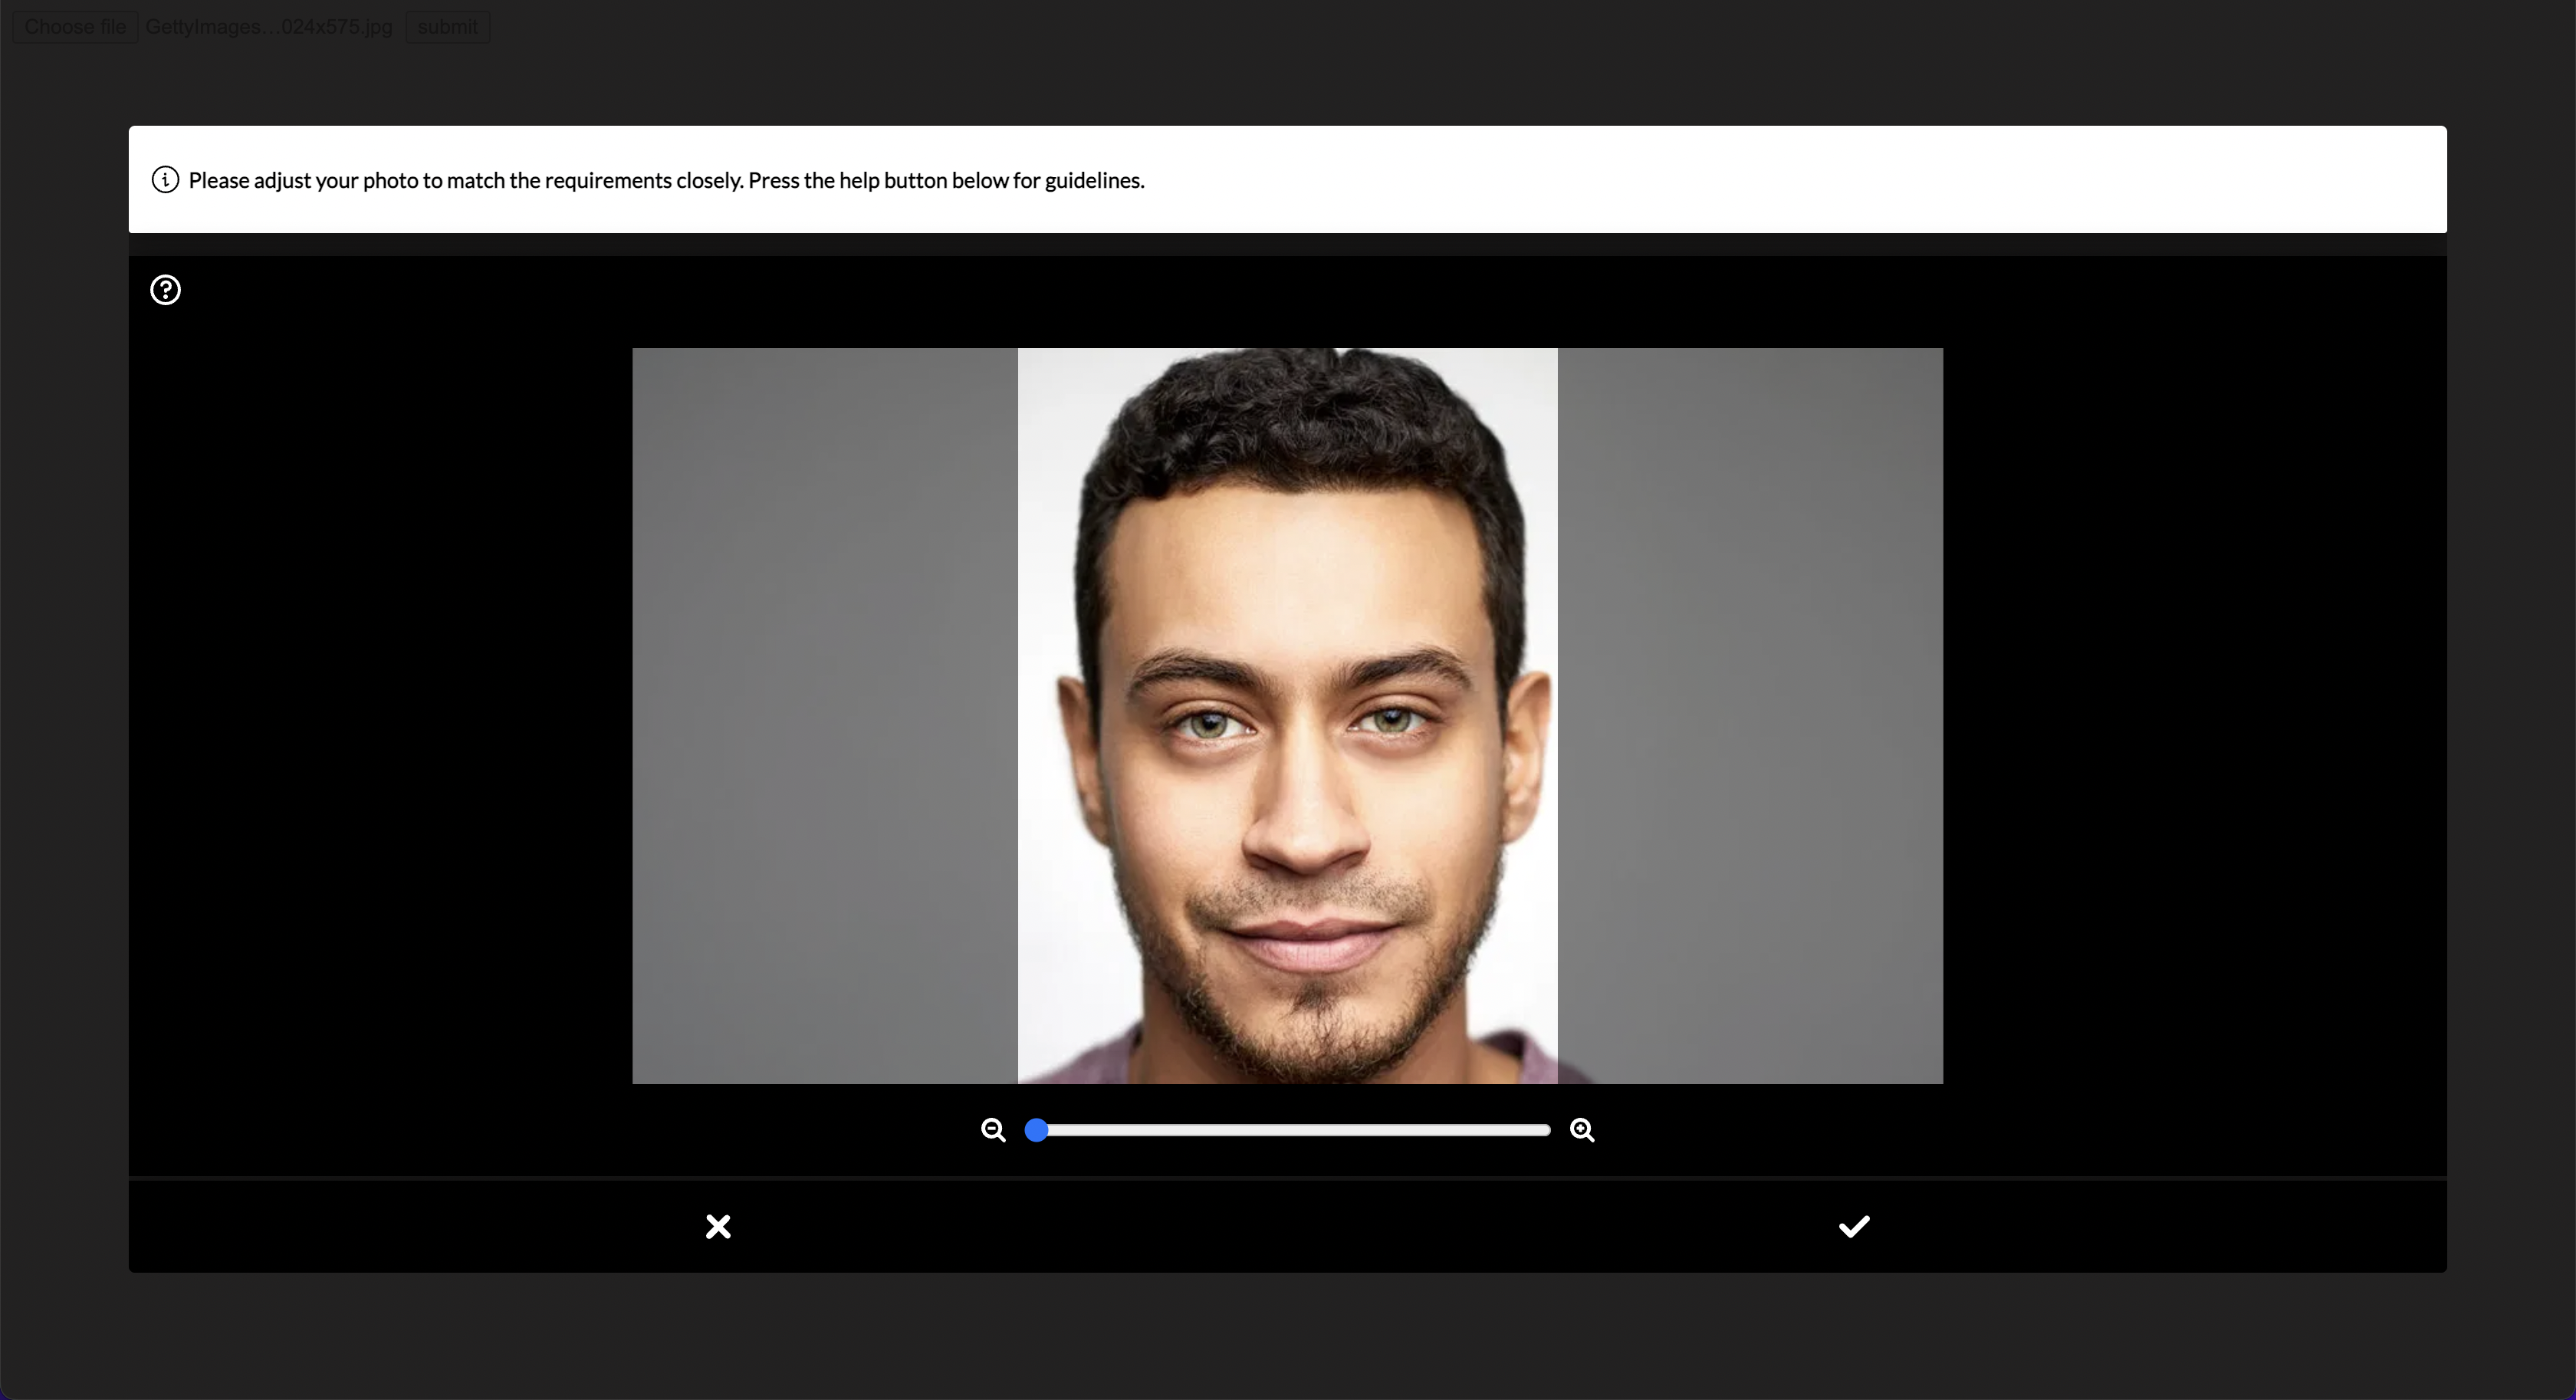 Choose file GettyImages...024x575.jpg submit
Please adjust your photo to match the requirements closely. Press the help button below for guidelines.